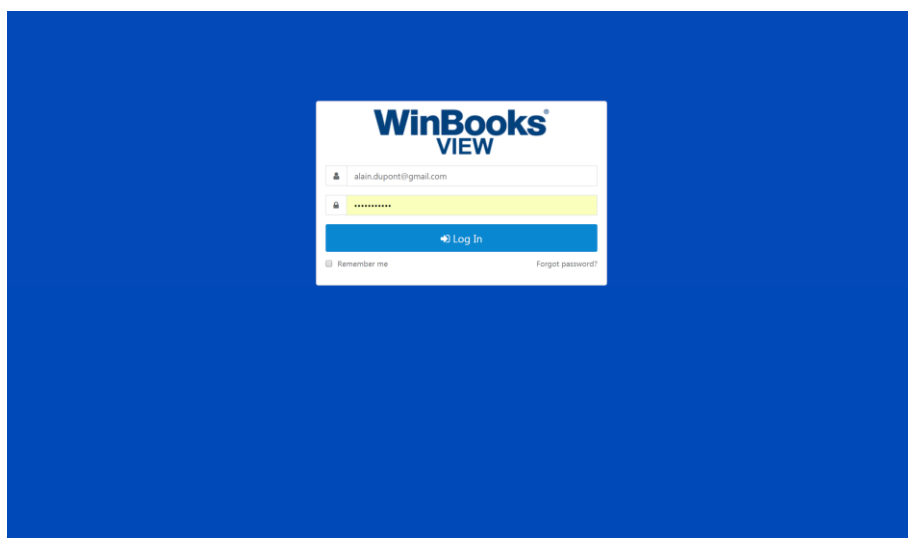 WinBooks®
VIEW
alain.dupont@gmail.com
•••••••••••
Log In
Remember me
Forgot password?